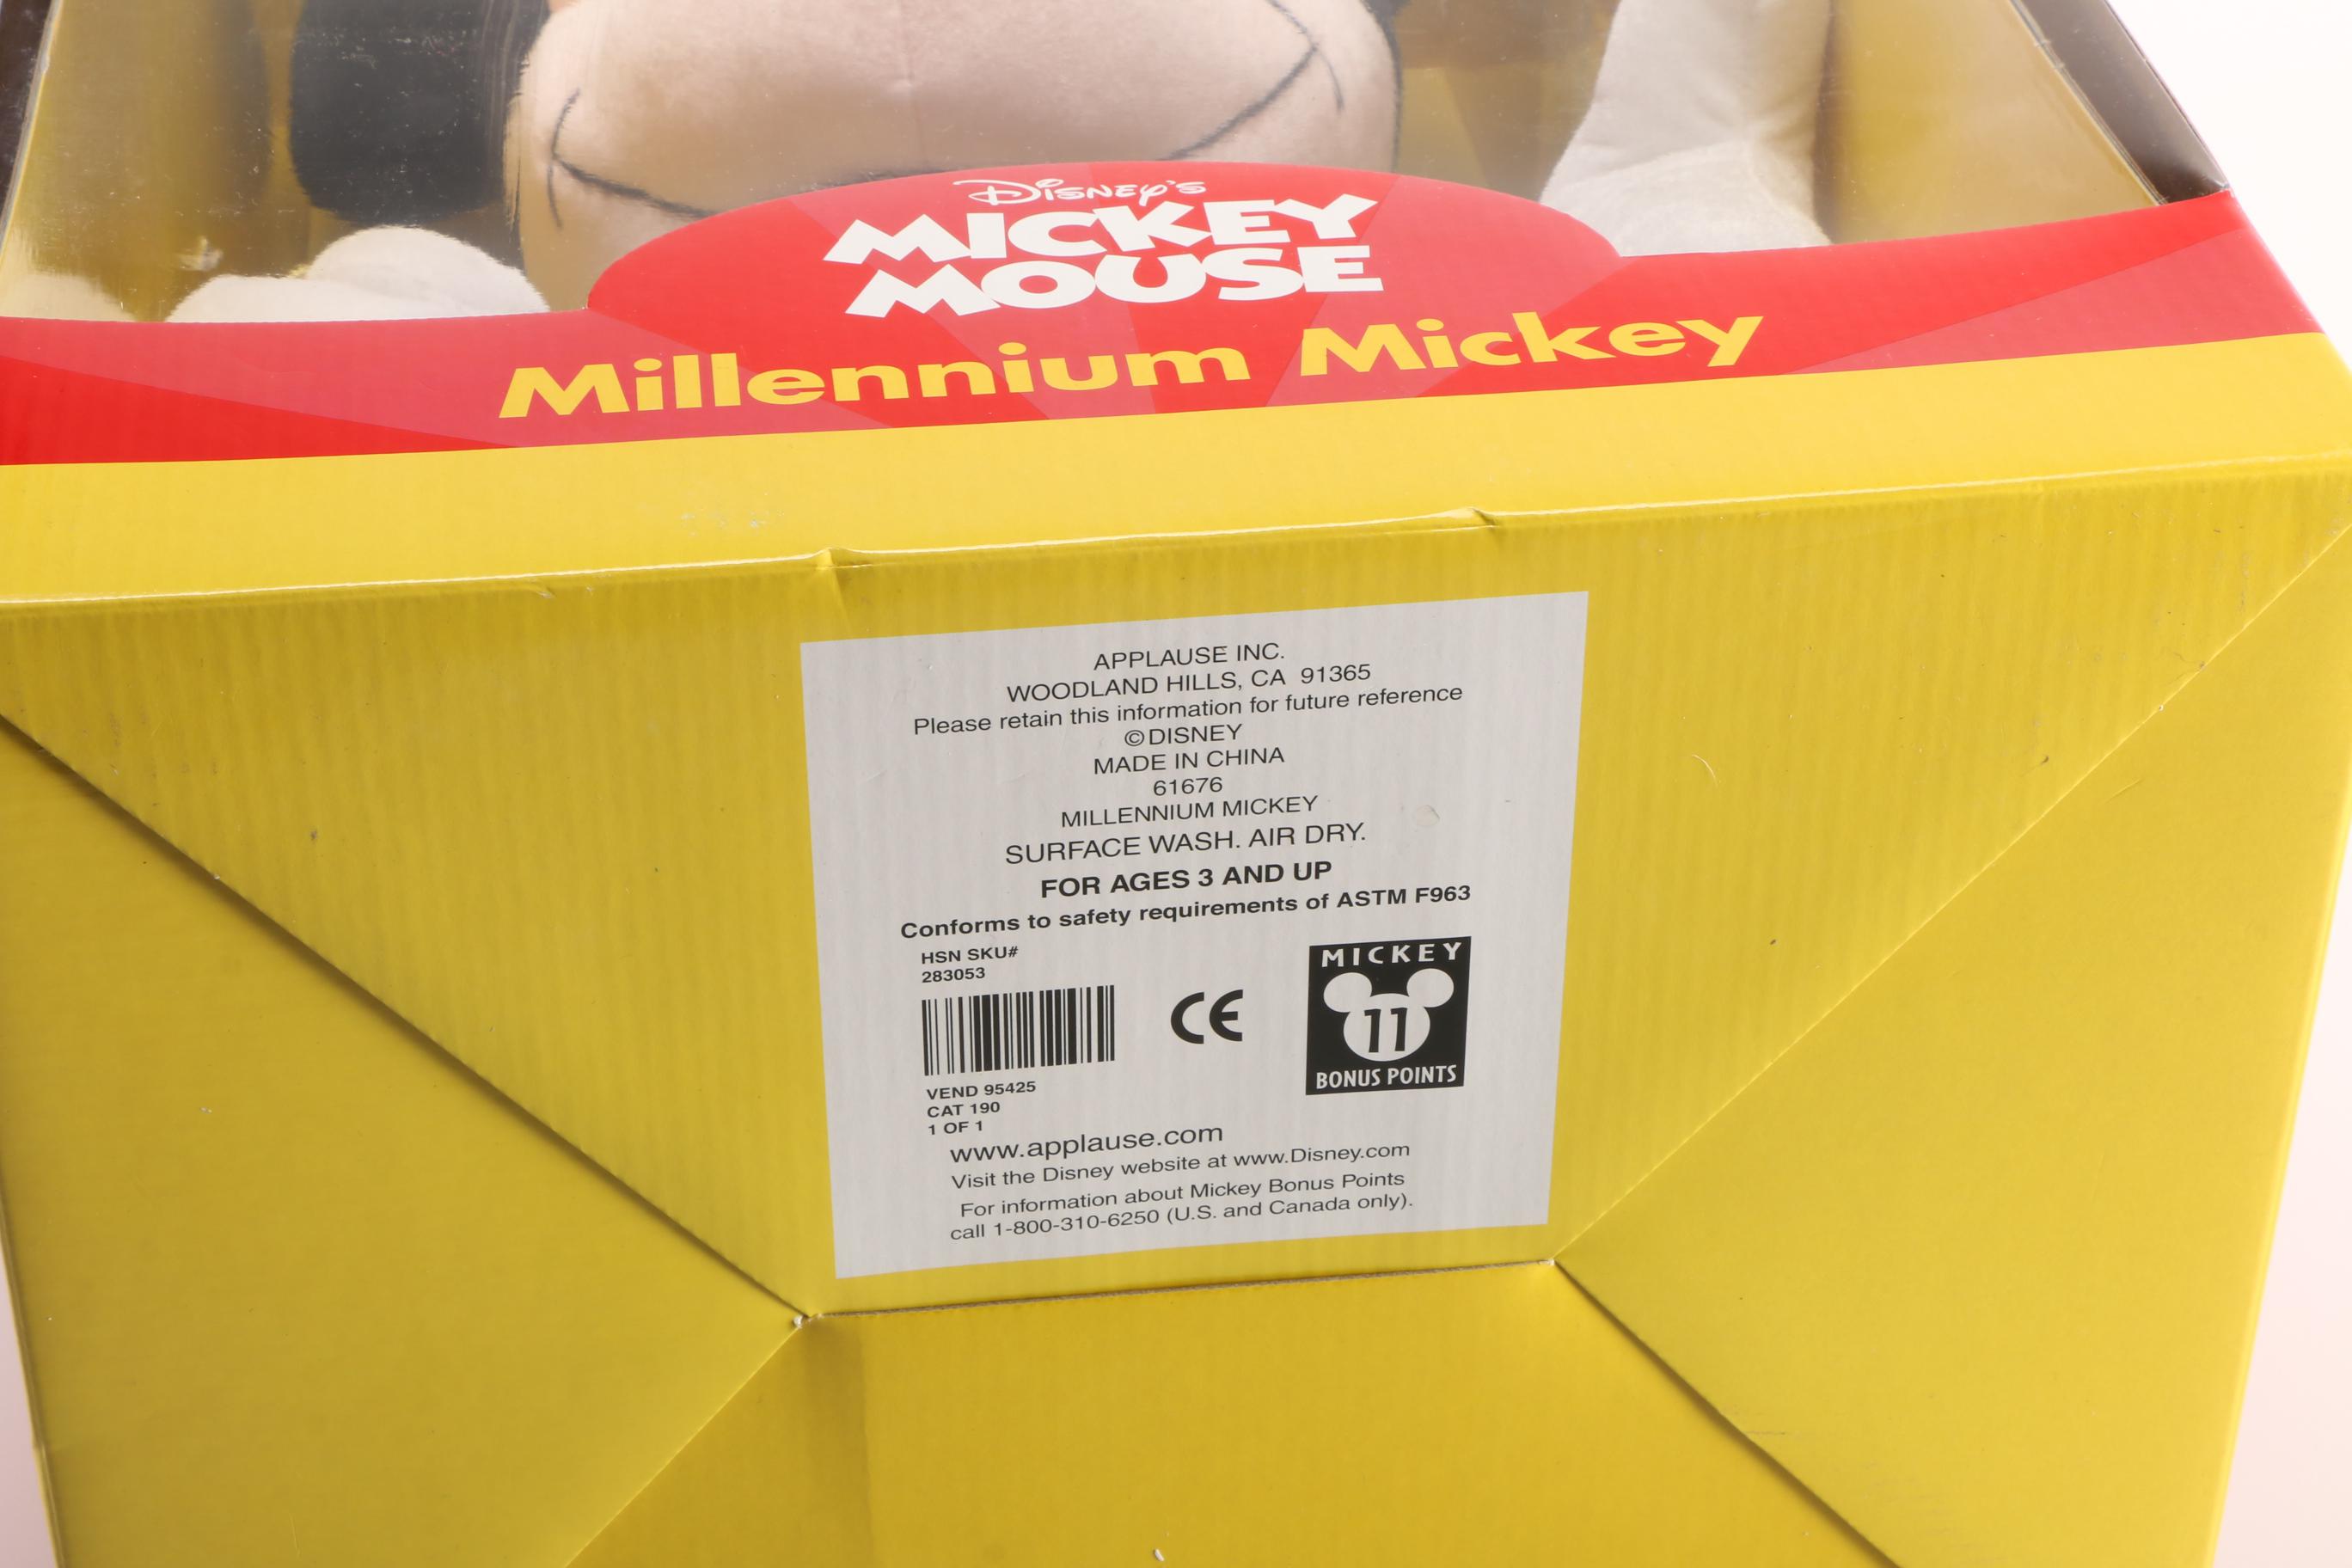 Disney's
MICKEY
MOUSE
Millennium Mickey
APPLAUSE INC.
WOODLAND HILLS, CA 91365
Please retain this information for future reference
©DISNEY
MADE IN CHINA
61676
MILLENNIUM MICKEY
SURFACE WASH. AIR DRY.
FOR AGES 3 AND UP
Conforms to safety requirements of ASTM F963
HSN SKU#
283053
CE
MICKEY
11
BONUS POINTS
VEND 95425
CAT 190
1 OF 1
www.applause.com
Visit the Disney website at www.Disney.com
For information about Mickey Bonus Points
call 1-800-310-6250 (U.S. and Canada only).